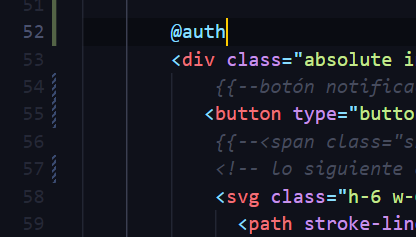 51
52 @auth
53 <div class="absolute i
54 {{--botón notifica
55 <button type="butto
56 {{--<span class="s
57 <!-- lo siguiente
58 <svg class="h-6 w-
59 <path stroke-lin